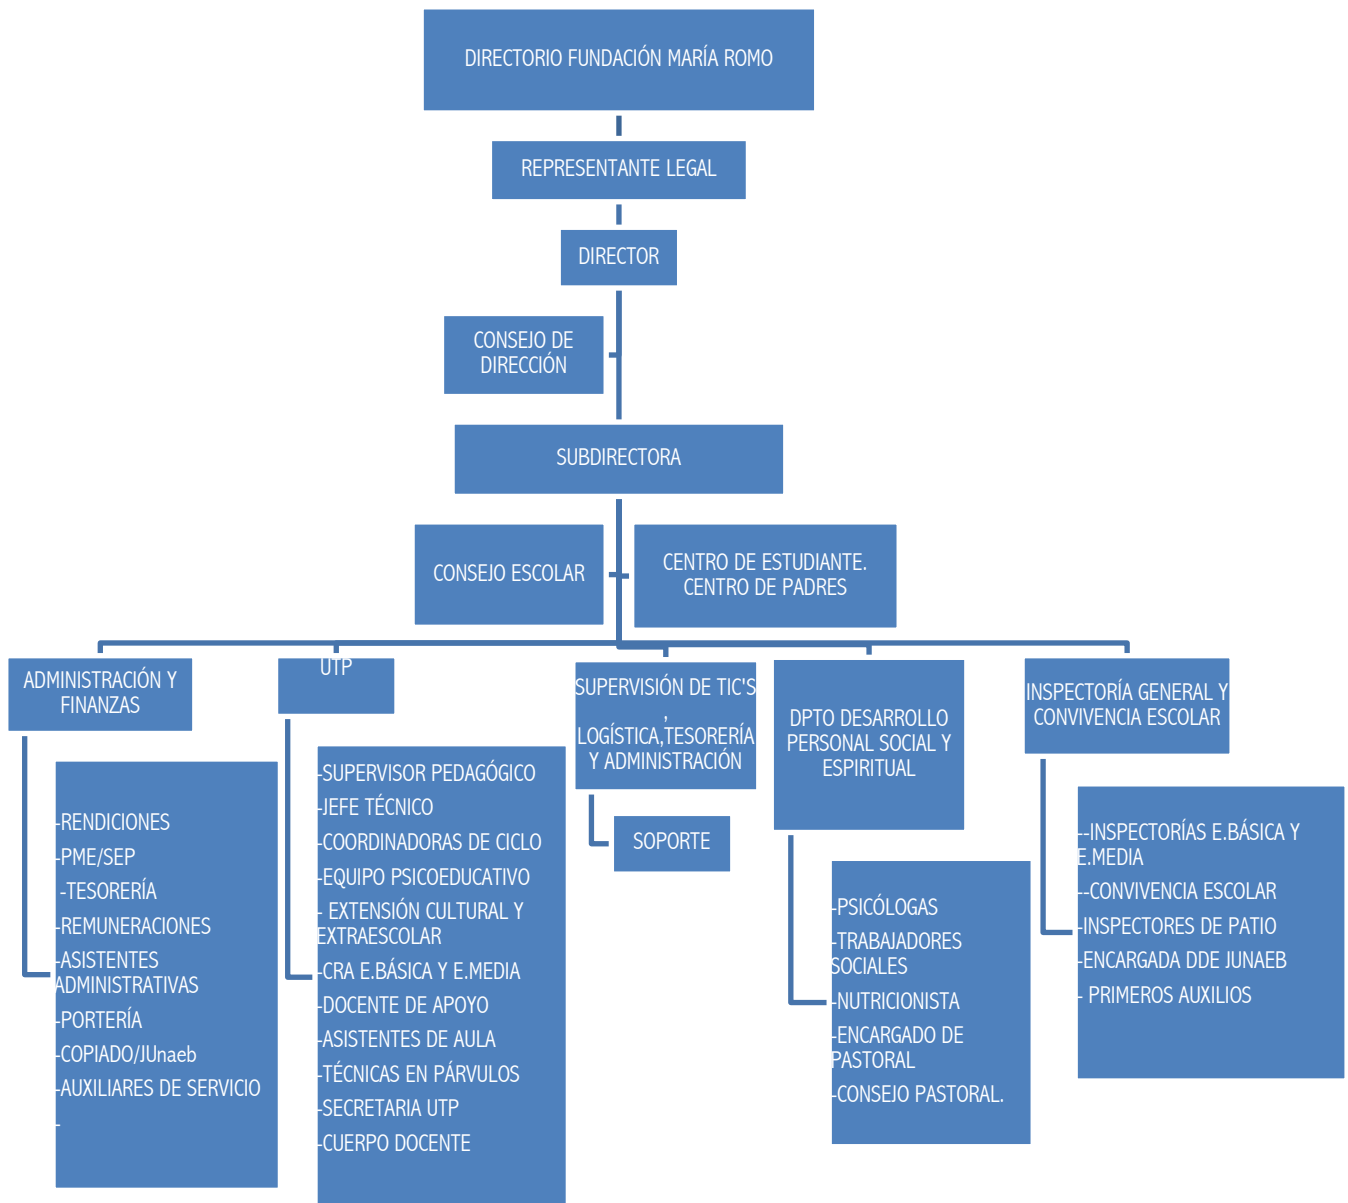 DIRECTORIO FUNDACIÓN MARÍA ROMO
REPRESENTANTE LEGAL
DIRECTOR
CONSEJO DE
DIRECCIÓN
SUBDIRECTORA
CONSEJO ESCOLAR
CENTRO DE ESTUDIANTE.
CENTRO DE PADRES
ADMINISTRACIÓN Y
FINANZAS
-RENDICIONES
-PME/SEP
-TESORERÍA
-REMUNERACIONES
-ASISTENTES
ADMINISTRATIVAS
-PORTERÍA
-COPIADO/JUnaeb
-AUXILIARES DE SERVICIO
-
UTP
-SUPERVISOR PEDAGÓGICO
-JEFE TÉCNICO
-COORDINADORAS DE CICLO
-EQUIPO PSICOEDUCATIVO
- EXTENSIÓN CULTURAL Y
EXTRAESCOLAR
-CRA E.BÁSICA Y E.MEDIA
-DOCENTE DE APOYO
-ASISTENTES DE AULA
-TÉCNICAS EN PÁRVULOS
-SECRETARIA UTP
-CUERPO DOCENTE
SUPERVISIÓN DE TIC'S
,
LOGÍSTICA,TESORERÍA
Y ADMINISTRACIÓN
SOPORTE
DPTO DESARROLLO
PERSONAL SOCIAL Y
ESPIRITUAL
-PSICÓLOGAS
-TRABAJADORES
SOCIALES
-NUTRICIONISTA
-ENCARGADO DE
PASTORAL
-CONSEJO PASTORAL.
INSPECTORÍA GENERAL Y
CONVIVENCIA ESCOLAR
--INSPECTORÍAS E.BÁSICA Y
E.MEDIA
--CONVIVENCIA ESCOLAR
-INSPECTORES DE PATIO
-ENCARGADA DDE JUNAEB
- PRIMEROS AUXILIOS